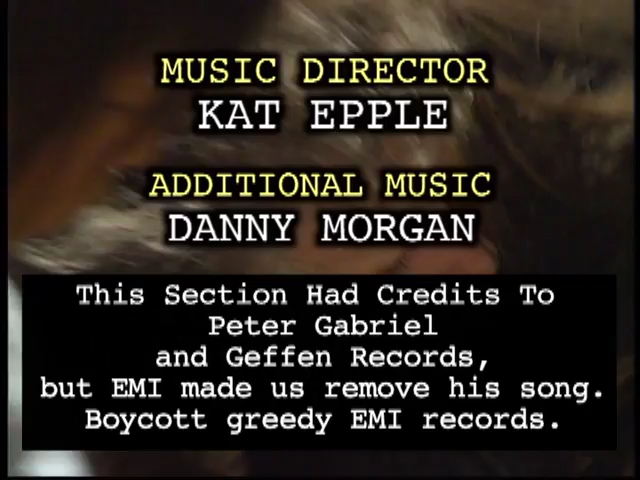 MUSIC DIRECTOR
KAT EPPLE
ADDITIONAL MUSIC
DANNY MORGAN
This Section Had Credits To
Peter Gabriel
and Geffen Records,
but EMI made us remove his song.
Boycott greedy EMI records.